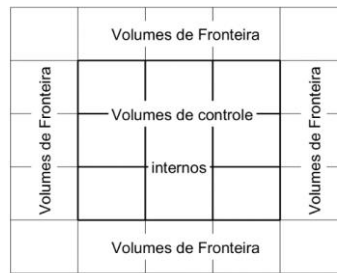 Volumes de Fronteira
Volumes de Fronteira
Volumes de controle
internos
Volumes de Fronteira
Volumes de Fronteira